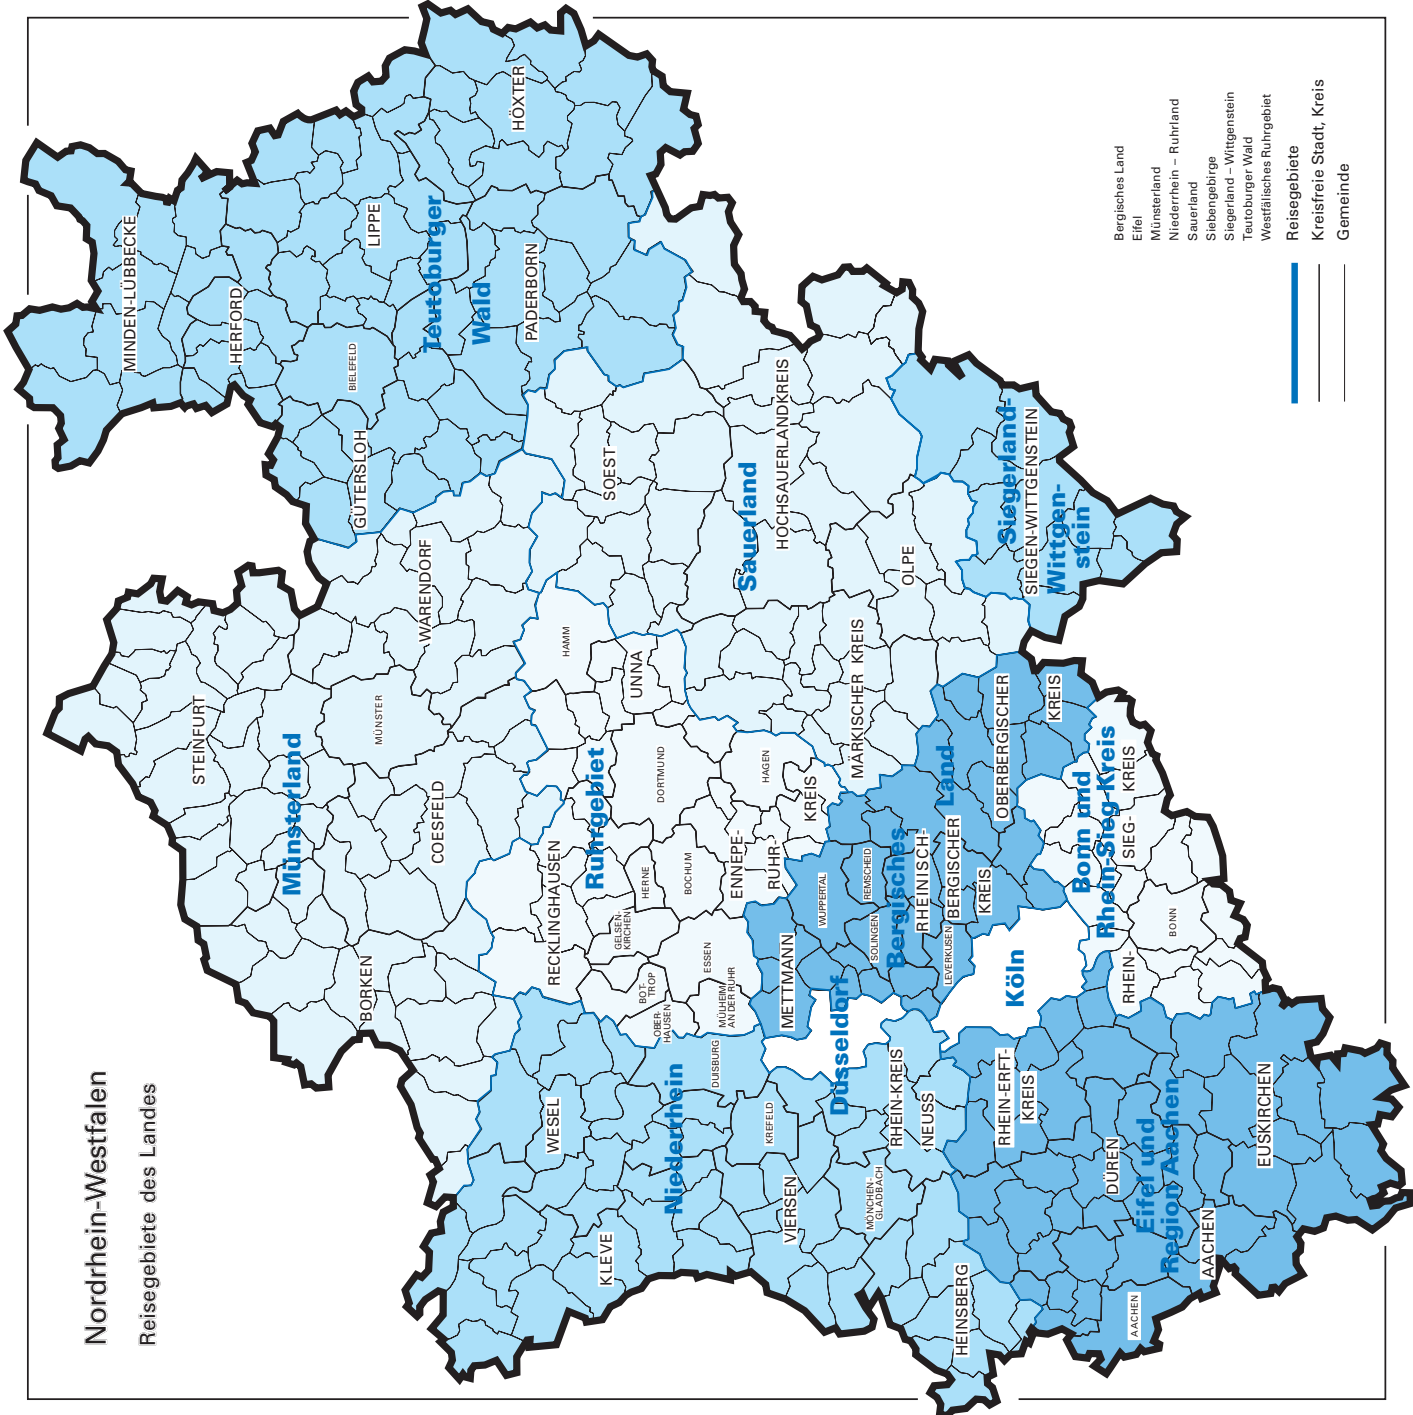 Nordrhein-Westfalen
Reisegebiete des Landes
MINDEN-LÜBBECKE
HERFORD
BIELEFELD
GÜTERSLOH
LIPPE
Teutoburger
Wald
HÖXTER
PADERBORN
STEINFURT
Münsterland
MÜNSTER
WARENDORF
COESFELD
BORKEN
HAMM
UNNA
SOEST
Ruhrgebiet
RECKLINGHAUSEN
DORTMUND
HERNE
BOCHUM
GELSEN-
KIRCHEN
BOT-
TROP
OBER-
HAUSEN
ESSEN
MÜLHEIM
AN DER RUHR
HAGEN
ENNEPE-
RUHR-
KREIS
Sauerland
HOCHSAUERLANDKREIS
MÄRKISCHER KREIS
OLPE
Siegerland-
SIEGEN-WITTGENSTEIN
Wittgen-
stein
WESEL
KLEVE
Niederrhein
DUISBURG
KREFELD
VIERSEN
MÖNCHEN-
GLADBACH
RHEIN-KREIS
NEUSS
HEINSBERG
Düsseldorf
METTMANN
WUPPERTAL
REMSCHEID
SOLINGEN
Bergisches
Land
RHEINISCH-
BERGISCHER
KREIS
LEVERKUSEN
OBERBERGISCHER
KREIS
Köln
Bonn und
Rhein-Sieg-Kreis
RHEIN-
SIEG-
KREIS
BONN
RHEIN-ERFT-
KREIS
DÜREN
Eifel und
Region Aachen
AACHEN
AACHEN
EUSKIRCHEN
Bergisches Land
Eifel
Münsterland
Niederrhein – Ruhrland
Sauerland
Siebengebirge
Siegerland – Wittgenstein
Teutoburger Wald
Westfälisches Ruhrgebiet
Reisegebiete
Kreisfreie Stadt, Kreis
Gemeinde